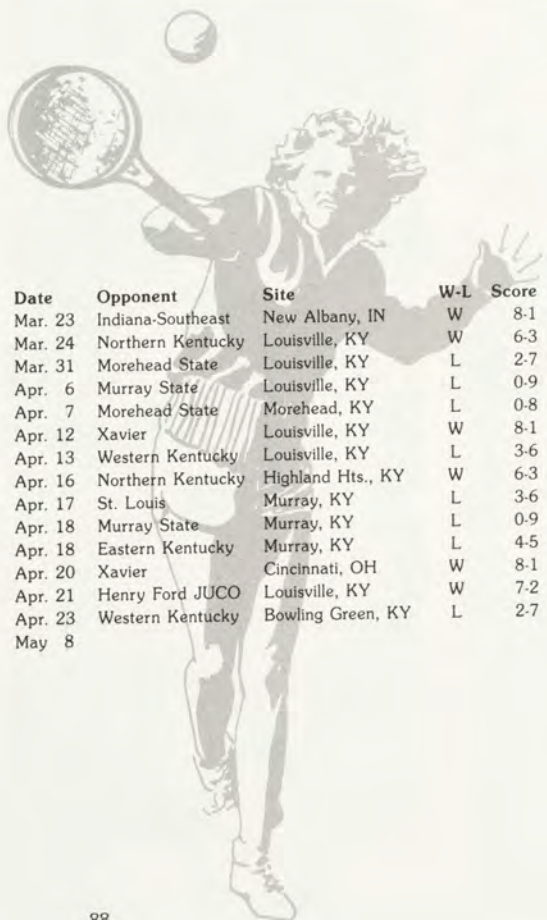 Date Opponent Site W-L Score
Mar. 23 Indiana-Southeast New Albany, IN W 8-1
Mar. 24 Northern Kentucky Louisville, KY W 6-3
Mar. 31 Morehead State Louisville, KY L 2-7
Apr. 6 Murray State Louisville, KY L 0-9
Apr. 7 Morehead State Morehead, KY L 0-8
Apr. 12 Xavier Louisville, KY W 8-1
Apr. 13 Western Kentucky Louisville, KY L 3-6
Apr. 16 Northern Kentucky Highland Hts., KY W 6-3
Apr. 17 St. Louis Murray, KY L 3-6
Apr. 18 Murray State Murray, KY L 0-9
Apr. 18 Eastern Kentucky Murray, KY L 4-5
Apr. 20 Xavier Cincinnati, OH W 8-1
Apr. 21 Henry Ford JUCO Louisville, KY W 7-2
Apr. 23 Western Kentucky Bowling Green, KY L 2-7
May 8
88